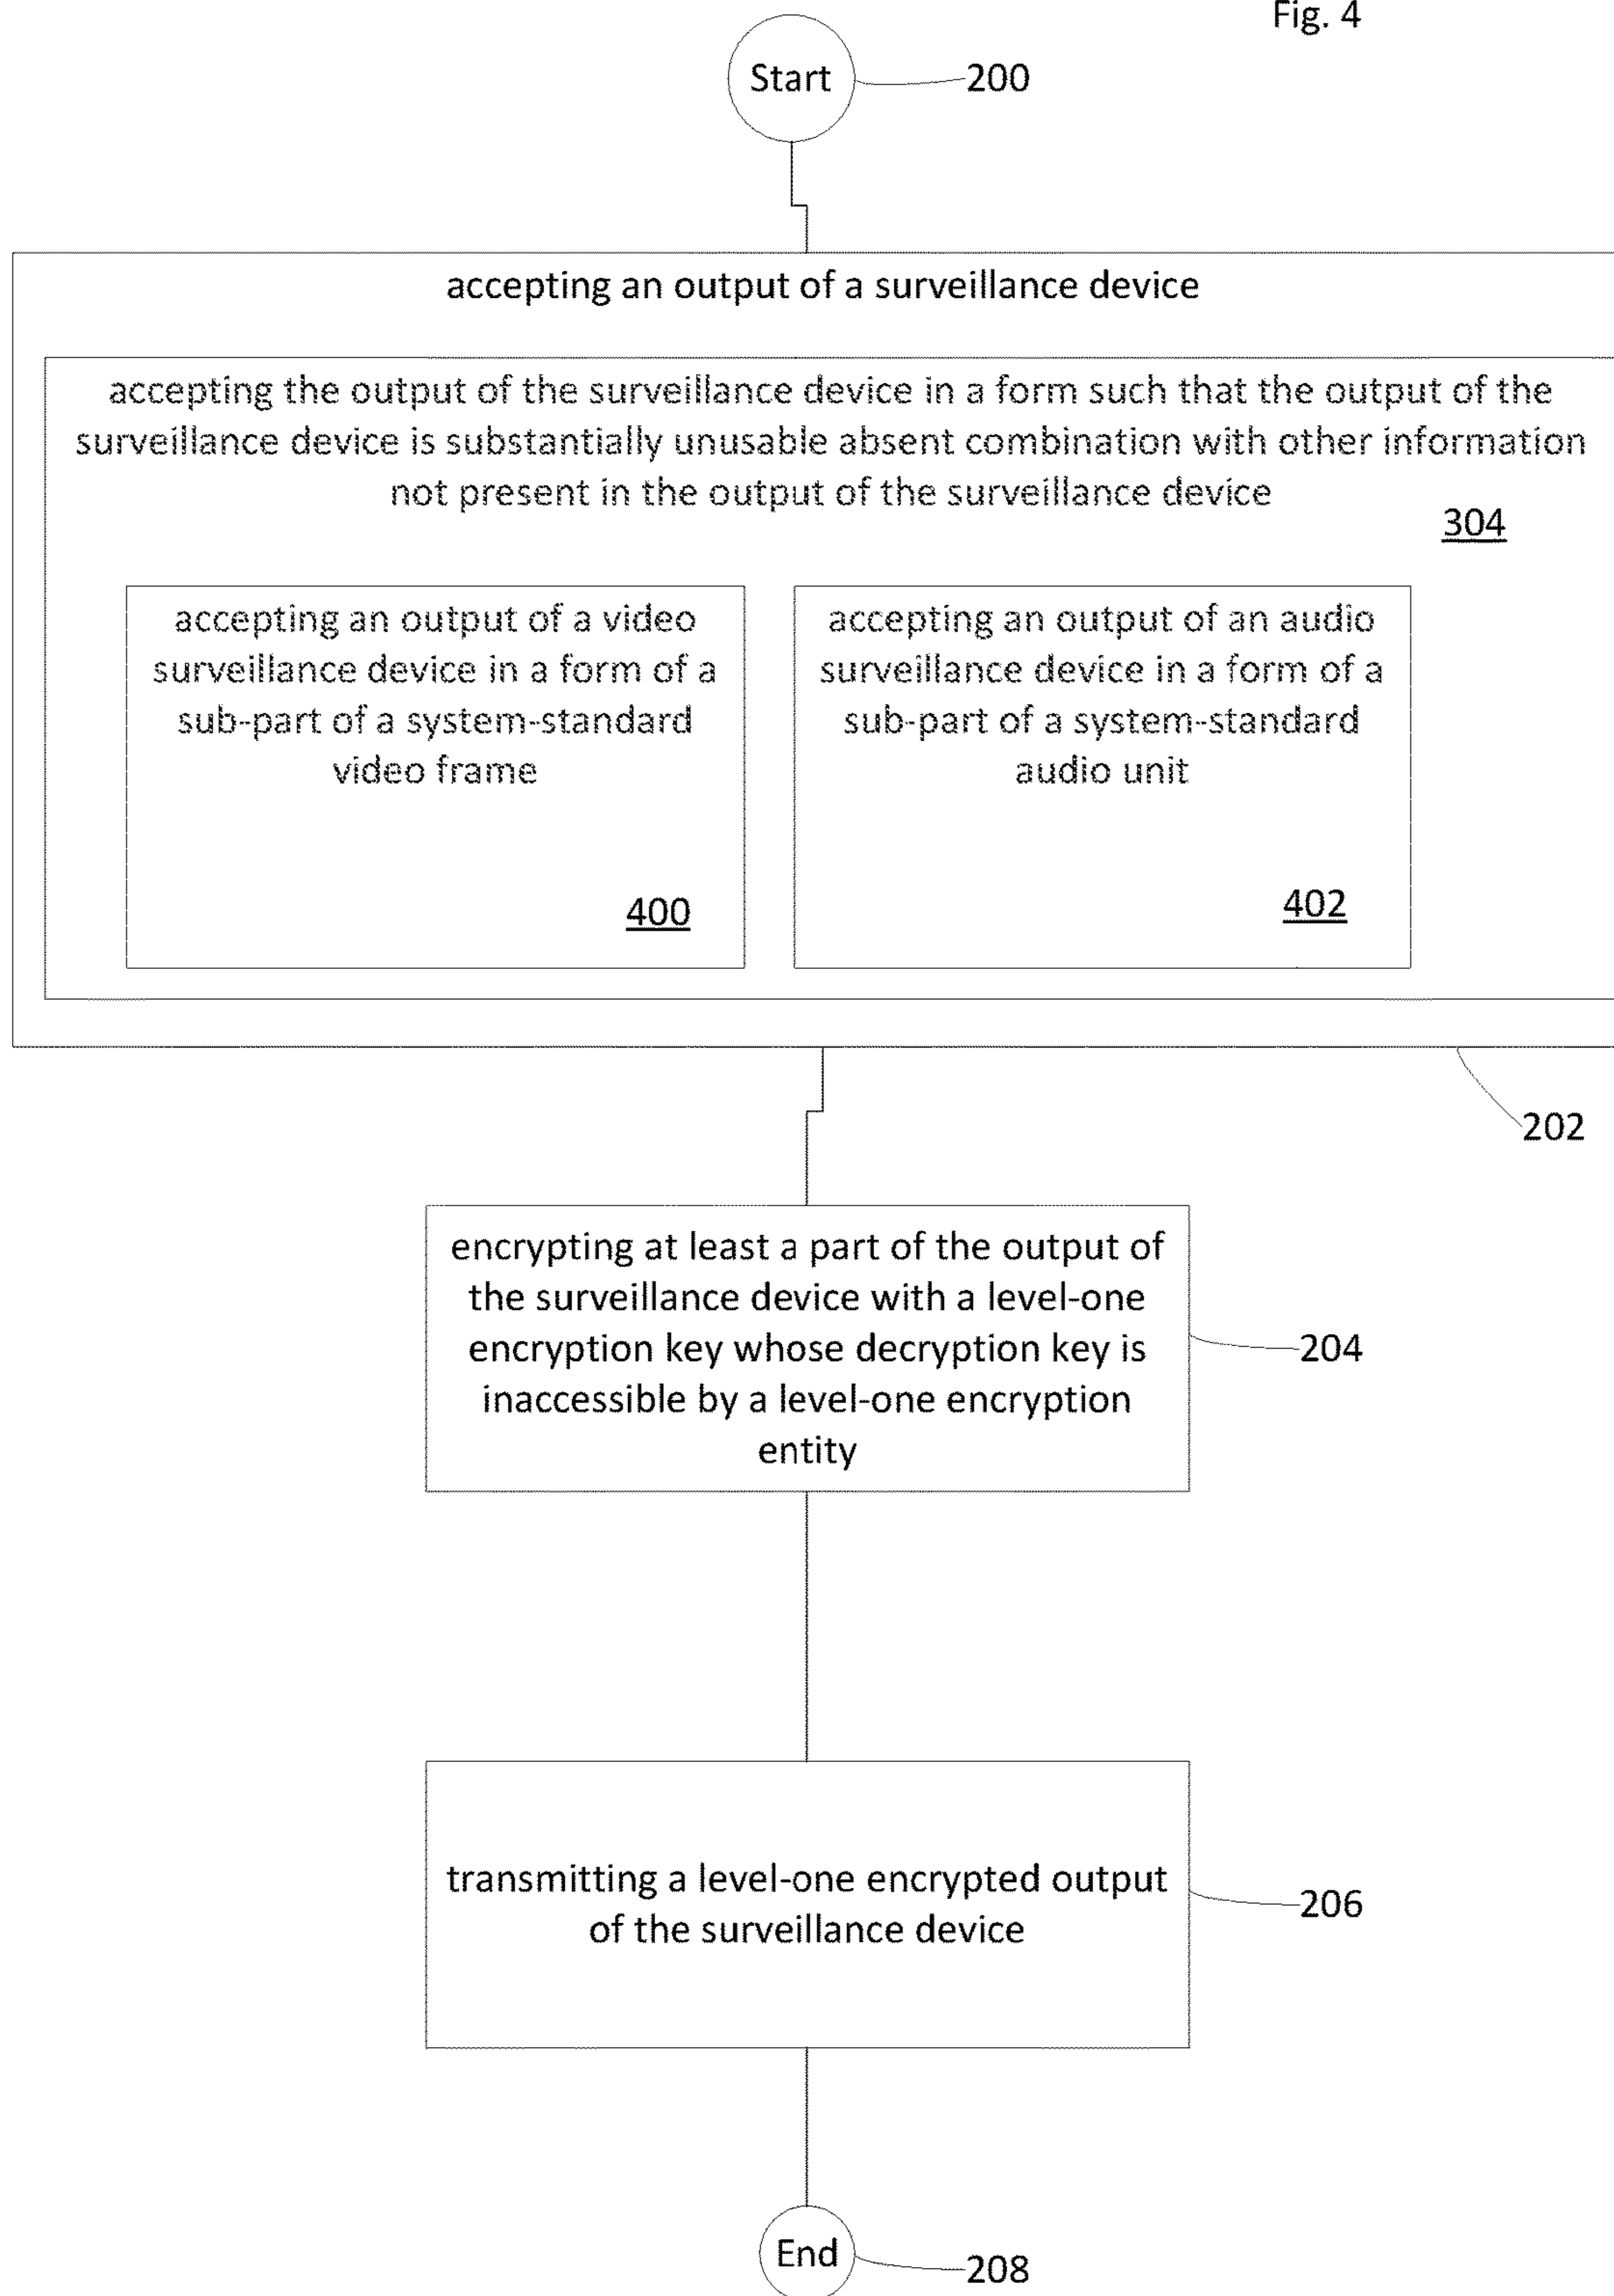 Fig. 4
Start
200
accepting an output of a surveillance device
accepting the output of the surveillance device in a form such that the output of the
surveillance device is substantially unusable absent combination with other information
not present in the output of the surveillance device
304
accepting an output of a video
surveillance device in a form of a
sub-part of a system-standard
video frame
400
accepting an output of an audio
surveillance device in a form of a
sub-part of a system-standard
audio unit
402
202
encrypting at least a part of the output of
the surveillance device with a level-one
encryption key whose decryption key is
inaccessible by a level-one encryption
entity
204
transmitting a level-one encrypted output
of the surveillance device
206
End
208